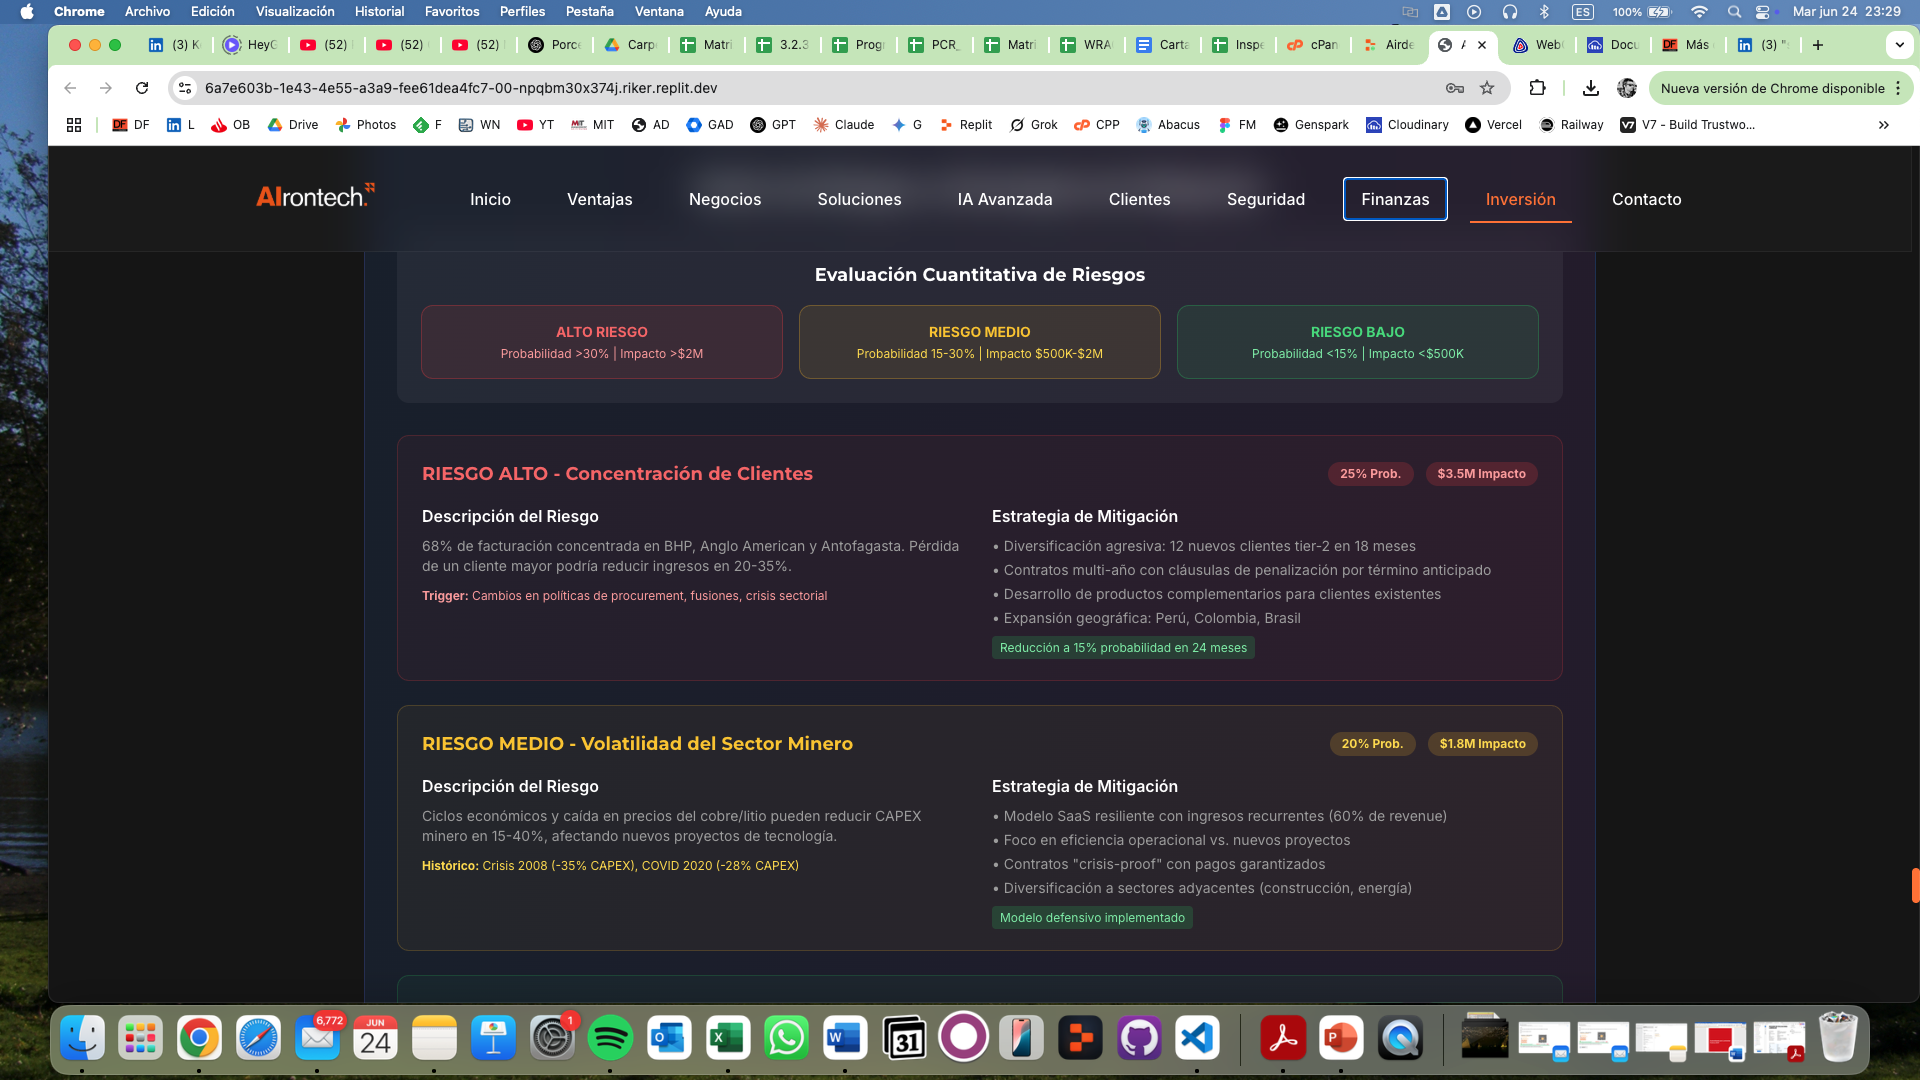 Chrome Archivo Edición Visualización Historial Favoritos Perfiles Pestaña Ventana Ayuda
ES 100% Mar jun 24 23:29
(3) HeyG (52) (52) (52) Porce Carp Matri 3.2.3 Progr PCR_ Matri WRA Carta Inspe cPan Airde Web Docu Más (3) "
6a7e603b-1e43-4e55-a3a9-fee61dea4fc7-00-npqbm30x374j.riker.replit.dev
Nueva versión de Chrome disponible
DF L OB Drive Photos F WN YT MIT AD GAD GPT Claude G Replit Grok CPP Abacus FM Genspark Cloudinary Vercel Railway V7 - Build Trustwo...
AIrontech.
Inicio Ventajas Negocios Soluciones IA Avanzada Clientes Seguridad Finanzas Inversión Contacto
Evaluación Cuantitativa de Riesgos
ALTO RIESGO
Probabilidad >30% | Impacto >$2M
RIESGO MEDIO
Probabilidad 15-30% | Impacto $500K-$2M
RIESGO BAJO
Probabilidad <15% | Impacto <$500K
RIESGO ALTO - Concentración de Clientes
25% Prob.
$3.5M Impacto
Descripción del Riesgo
68% de facturación concentrada en BHP, Anglo American y Antofagasta. Pérdida
de un cliente mayor podría reducir ingresos en 20-35%.
Trigger: Cambios en políticas de procurement, fusiones, crisis sectorial
Estrategia de Mitigación
• Diversificación agresiva: 12 nuevos clientes tier-2 en 18 meses
• Contratos multi-año con cláusulas de penalización por término anticipado
• Desarrollo de productos complementarios para clientes existentes
• Expansión geográfica: Perú, Colombia, Brasil
Reducción a 15% probabilidad en 24 meses
RIESGO MEDIO - Volatilidad del Sector Minero
20% Prob.
$1.8M Impacto
Descripción del Riesgo
Ciclos económicos y caída en precios del cobre/litio pueden reducir CAPEX
minero en 15-40%, afectando nuevos proyectos de tecnología.
Histórico: Crisis 2008 (-35% CAPEX), COVID 2020 (-28% CAPEX)
Estrategia de Mitigación
• Modelo SaaS resiliente con ingresos recurrentes (60% de revenue)
• Foco en eficiencia operacional vs. nuevos proyectos
• Contratos "crisis-proof" con pagos garantizados
• Diversificación a sectores adyacentes (construcción, energía)
Modelo defensivo implementado
6,772
JUN
24
1
31